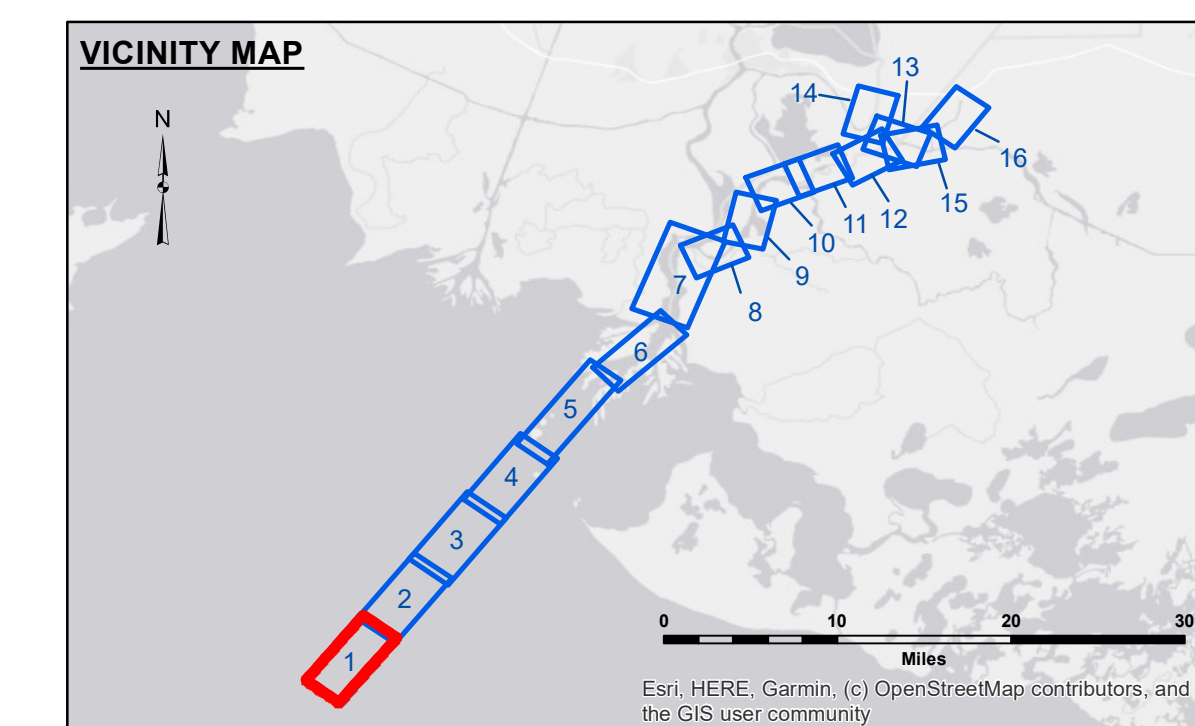 VICINITY MAP
N
13
14
16
15
12
11
10
9
7
8
6
5
4
3
2
1
0 10 20 30
Miles
Esri, HERE, Garmin, (c) OpenStreetMap contributors, and
the GIS user community